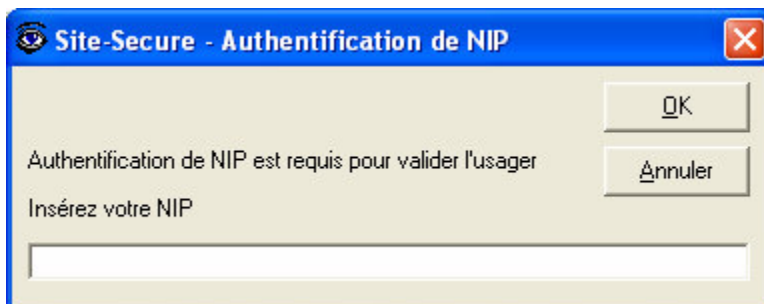 Site-Secure - Authentification de NIP
OK
Authentification de NIP est requis pour valider l'usager
Annuler
Insérez votre NIP